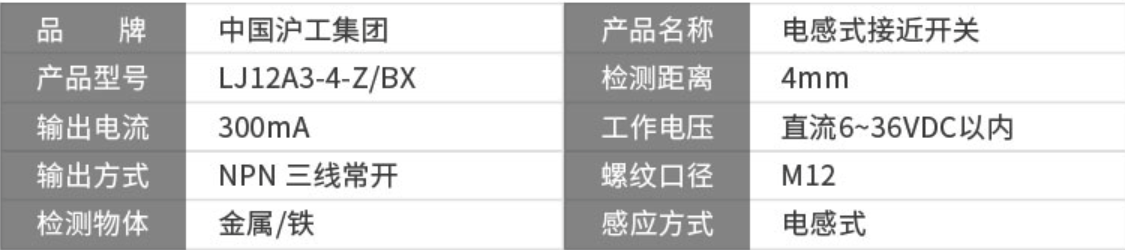 品 牌 中国沪工集团 产品名称 电感式接近开关
产品型号 LJ12A3-4-Z/BX 检测距离 4mm
输出电流 300mA 工作电压 直流6~36VDC以内
输出方式 NPN 三线常开 螺纹口径 M12
检测物体 金属/铁 感应方式 电感式